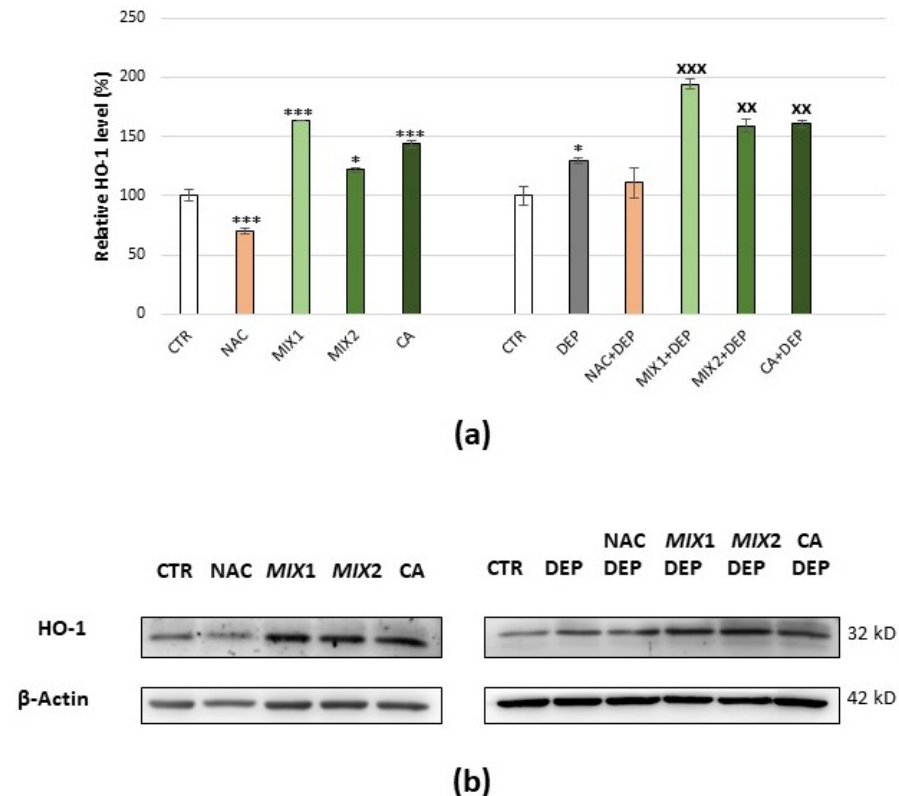 250
200
150
100
50
0
Relative HO-1 level (%)
***
***
*
***
*
xxx
xx
xx
CTR
NAC
MIX1
MIX2
CA
CTR
DEP
NAC+DEP
MIX1+DEP
MIX2+DEP
CA+DEP
(a)
NAC MIX1 MIX2 CA
CTR NAC MIX1 MIX2 CA CTR DEP DEP DEP DEP DEP
HO-1 32 kD
β-Actin 42 kD
(b)